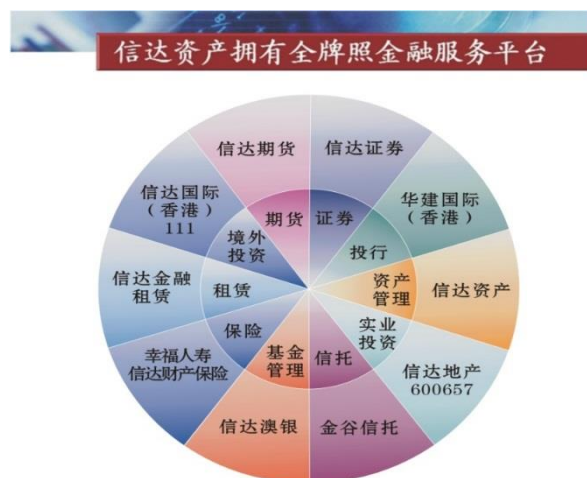 信达资产拥有全牌照金融服务平台
信达期货
信达证券
信达国际
（香港）
111
华建国际
（香港）
期货
证券
境外
投资
投行
信达金融
租赁
租赁
资产
管理
信达资产
保险
实业
投资
幸福人寿
信达财产保险
基金
管理
信托
信达地产
600657
信达澳银
金谷信托